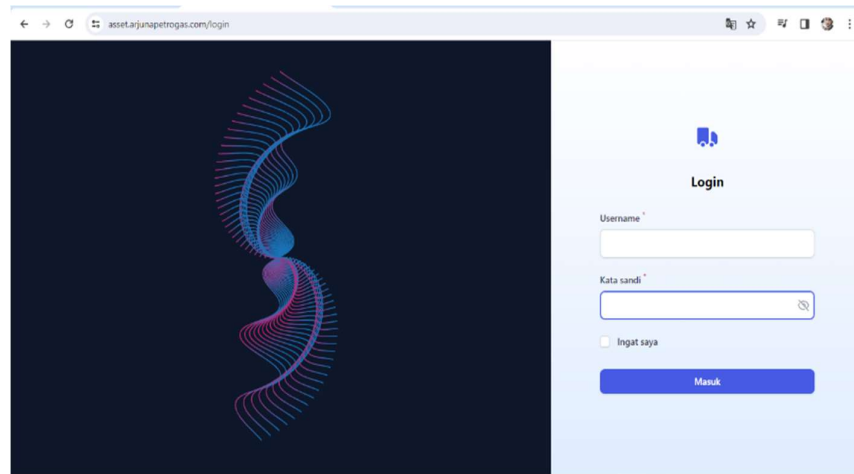 asset.arjunapetrogas.com/login
Login
Username *
Kata sandi *
Ingat saya
Masuk